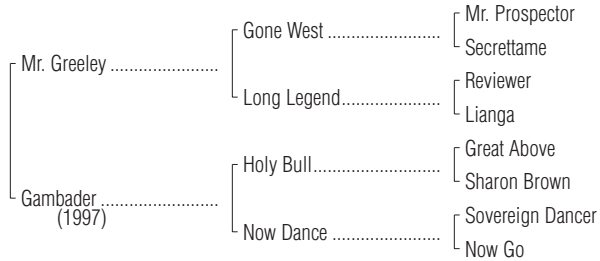 Mr. Prospector
Gone West ......................
Secrettame
Mr. Greeley .....................
Reviewer
Long Legend....................
Lianga
Great Above
Holy Bull.........................
Sharon Brown
Gambader .......................
(1997)
Sovereign Dancer
Now Dance .....................
Now Go